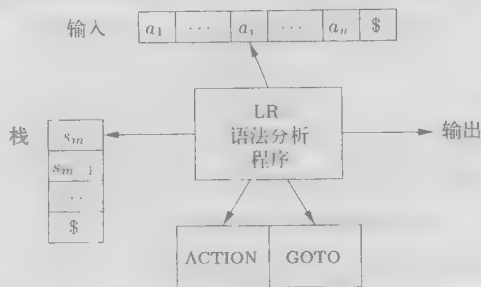 输入 a₁ ··· aᵢ ··· aₙ $
LR
语法分析
程序
输出
栈
sₘ
sₘ₋₁
··
$
ACTION GOTO